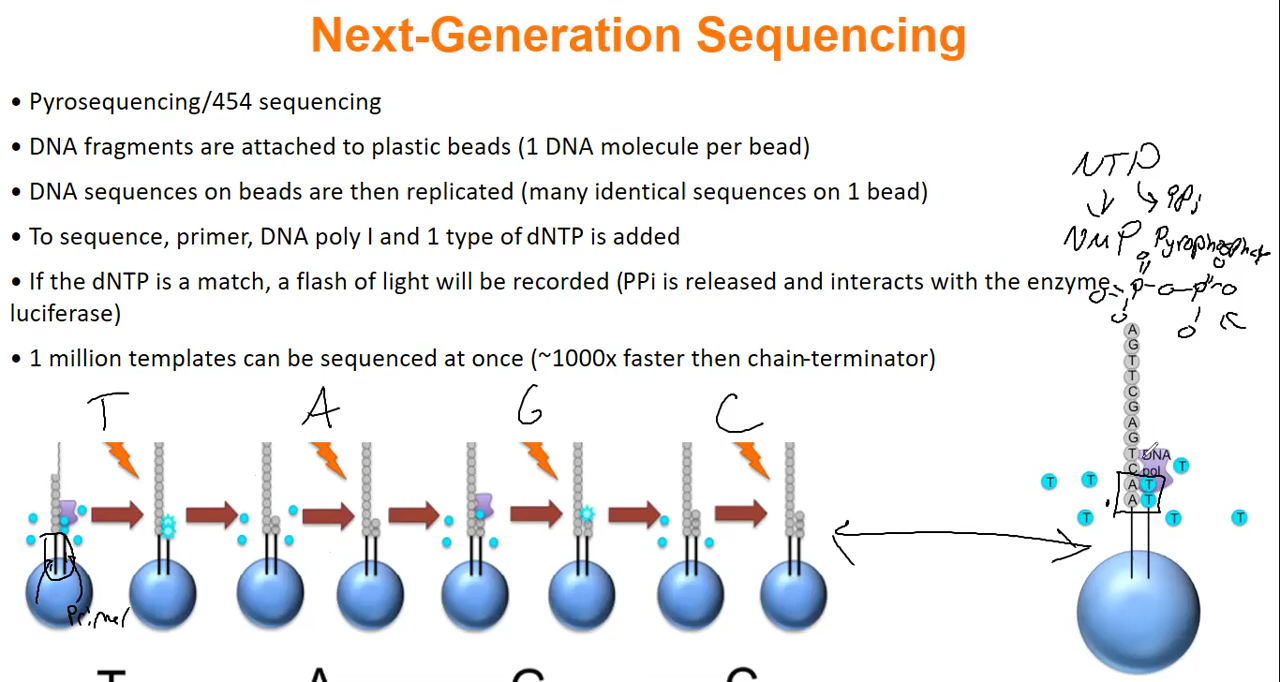 Next-Generation Sequencing
• Pyrosequencing/454 sequencing
• DNA fragments are attached to plastic beads (1 DNA molecule per bead)
• DNA sequences on beads are then replicated (many identical sequences on 1 bead)
• To sequence, primer, DNA poly I and 1 type of dNTP is added
• If the dNTP is a match, a flash of light will be recorded (PPi is released and interacts with the enzyme
luciferase)
• 1 million templates can be sequenced at once (~1000x faster then chain-terminator)
NTP
PPi
NMP Pyrophosphat
O
O
O P O P O
O
O
A
G
T
T
C
G
A
G
T
C
A
A
DNA
pol
T
T
T
T
T
T
T
T
T A G C
Primer
T A G C